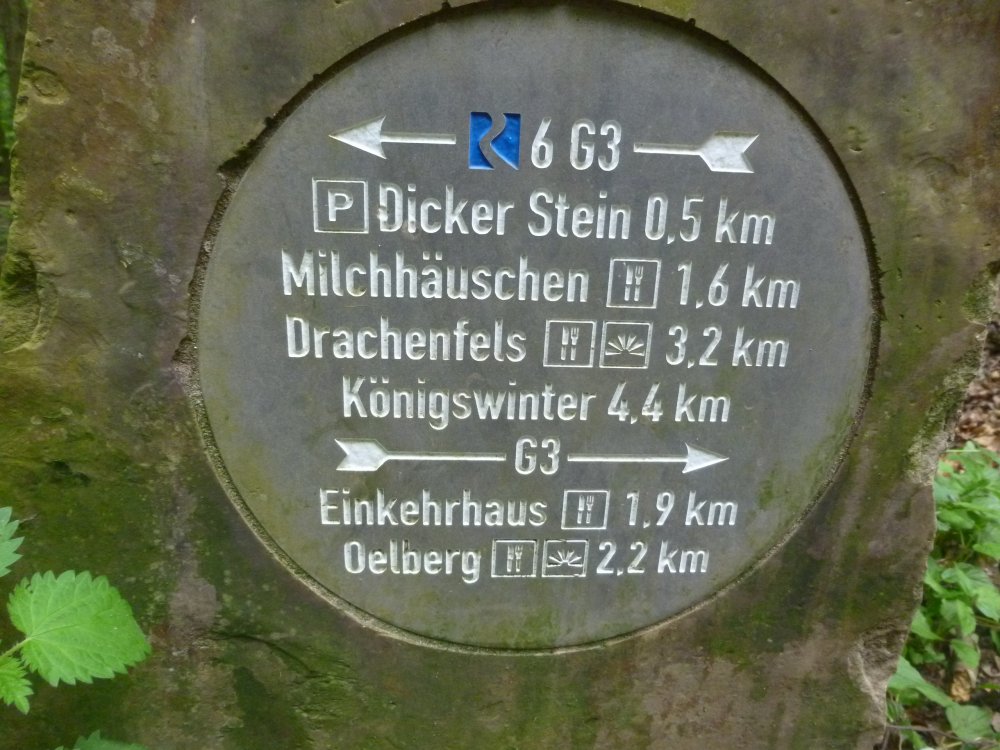 6 G3
P Dicker Stein 0,5 km
Milchhäuschen 1,6 km
Drachenfels 3,2 km
Königswinter 4,4 km
G3
Einkehrhaus 1,9 km
Oelberg 2,2 km